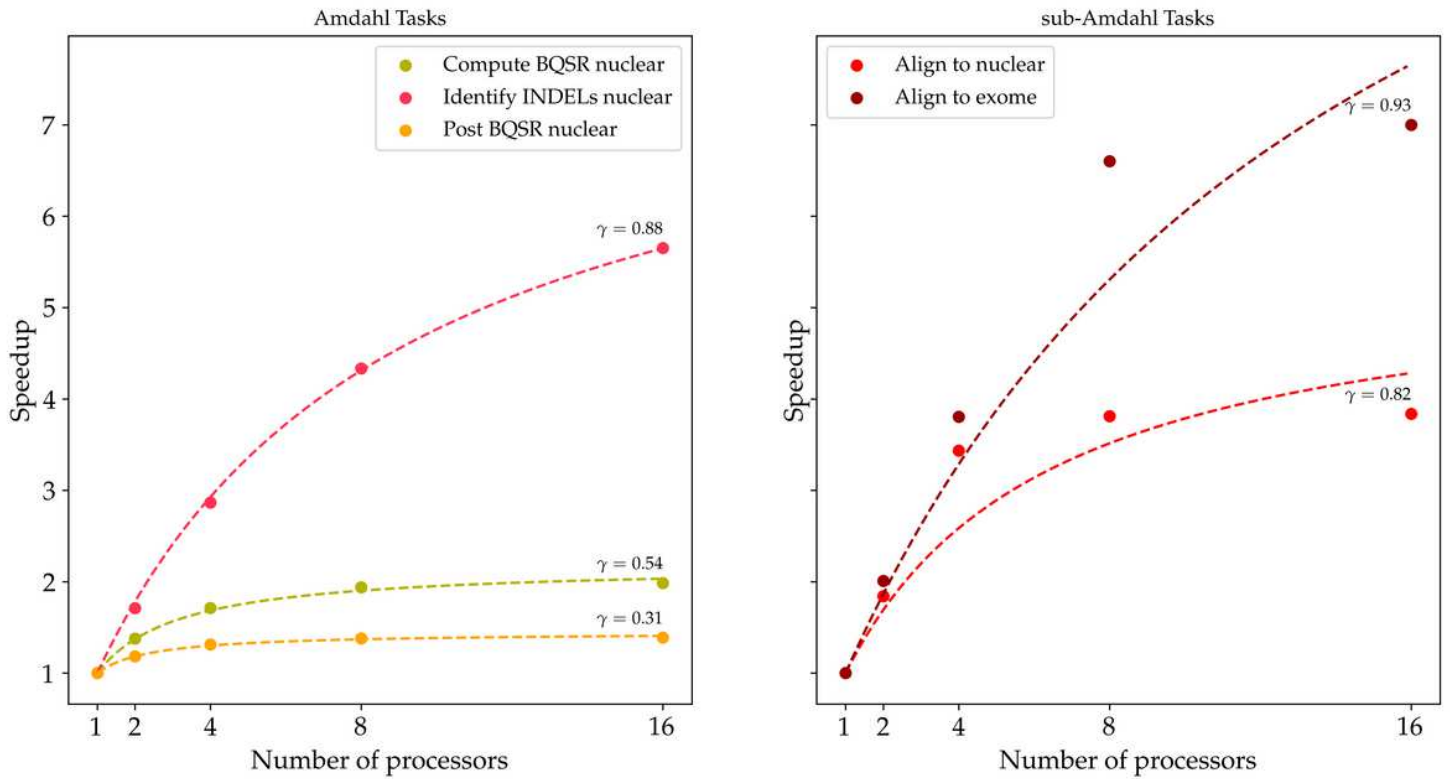 Amdahl Tasks
Compute BQSR nuclear
Identify INDELs nuclear
Post BQSR nuclear
7
6
5
4
3
2
1
Speedup
γ = 0.88
γ = 0.54
γ = 0.31
1 2 4 8 16
Number of processors
sub-Amdahl Tasks
Align to nuclear
Align to exome
Speedup
γ = 0.93
γ = 0.82
1 2 4 8 16
Number of processors